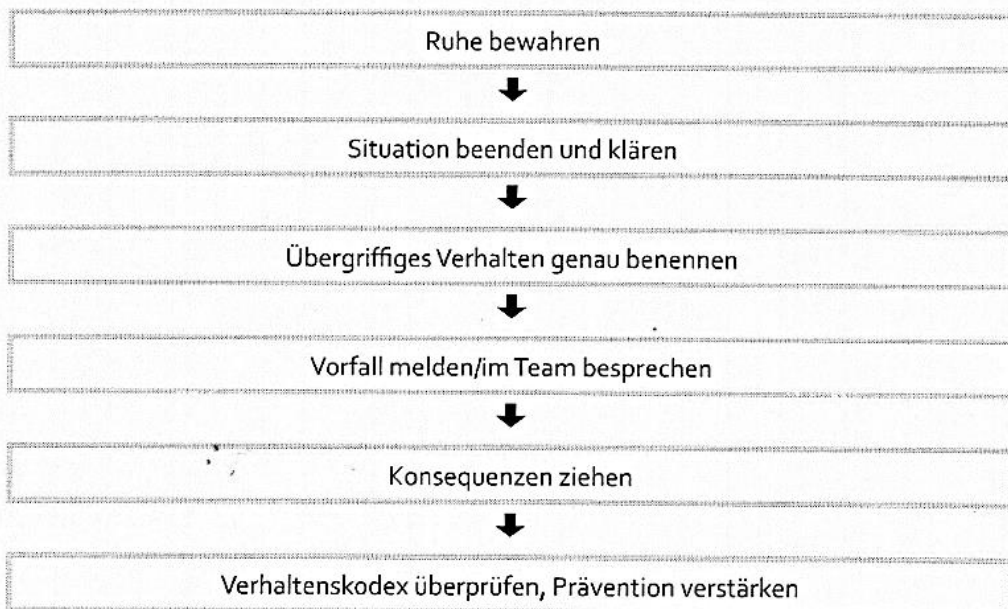 Ruhe bewahren
Situation beenden und klären
Übergriffiges Verhalten genau benennen
Vorfall melden/im Team besprechen
Konsequenzen ziehen
Verhaltenskodex überprüfen, Prävention verstärken